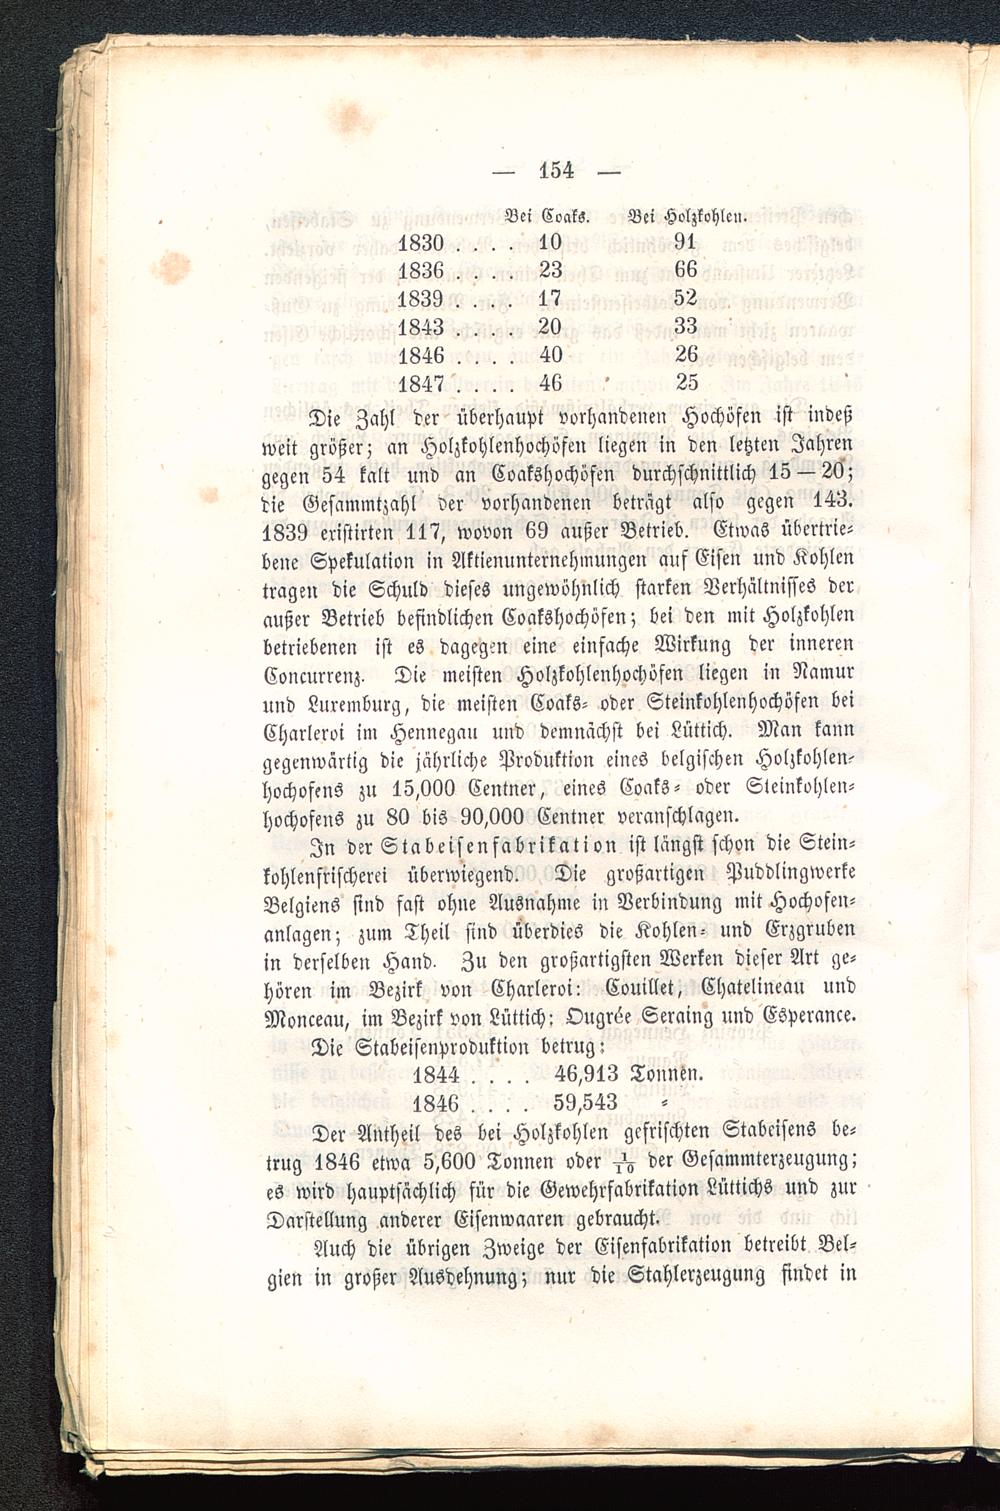 — 154 —
Bei Coaks. Bei Holzkohlen.
1830 . . . . 10 91
1836 . . . . 23 66
1839 . . . . 17 52
1843 . . . . 20 33
1846 . . . . 40 26
1847 . . . . 46 25
Die Zahl der überhaupt vorhandenen Hochöfen ist indeß
weit größer; an Holzkohlenhochöfen liegen in den letzten Jahren
gegen 54 kalt und an Coakshochöfen durchschnittlich 15 — 20;
die Gesammtzahl der vorhandenen beträgt also gegen 143.
1839 existirten 117, wovon 69 außer Betrieb. Etwas übertrie-
bene Spekulation in Aktienunternehmungen auf Eisen und Kohlen
tragen die Schuld dieses ungewöhnlich starken Verhältnisses der
außer Betrieb befindlichen Coakshochöfen; bei den mit Holzkohlen
betriebenen ist es dagegen eine einfache Wirkung der inneren
Concurrenz. Die meisten Holzkohlenhochöfen liegen in Namur
und Luxemburg, die meisten Coaks- oder Steinkohlenhochöfen bei
Charleroi im Hennegau und demnächst bei Lüttich. Man kann
gegenwärtig die jährliche Produktion eines belgischen Holzkohlen-
hochofens zu 15,000 Centner, eines Coaks- oder Steinkohlen-
hochofens zu 80 bis 90,000 Centner veranschlagen.
In der Stabeisenfabrikation ist längst schon die Stein-
kohlenfrischerei überwiegend. Die großartigen Puddlingwerke
Belgiens sind fast ohne Ausnahme in Verbindung mit Hochofen-
anlagen; zum Theil sind überdies die Kohlen- und Erzgruben
in derselben Hand. Zu den großartigsten Werken dieser Art ge-
hören im Bezirk von Charleroi: Couillet, Chatelineau und
Monceau, im Bezirk von Lüttich: Ougrée Seraing und Esperance.
Die Stabeisenproduktion betrug:
1844 . . . . 46,913 Tonnen.
1846 . . . . 59,543 -
Der Antheil des bei Holzkohlen gefrischten Stabeisens be-
trug 1846 etwa 5,600 Tonnen oder 1/10 der Gesammterzeugung;
es wird hauptsächlich für die Gewehrfabrikation Lüttichs und zur
Darstellung anderer Eisenwaaren gebraucht.
Auch die übrigen Zweige der Eisenfabrikation betreibt Bel-
gien in großer Ausdehnung; nur die Stahlerzeugung findet in